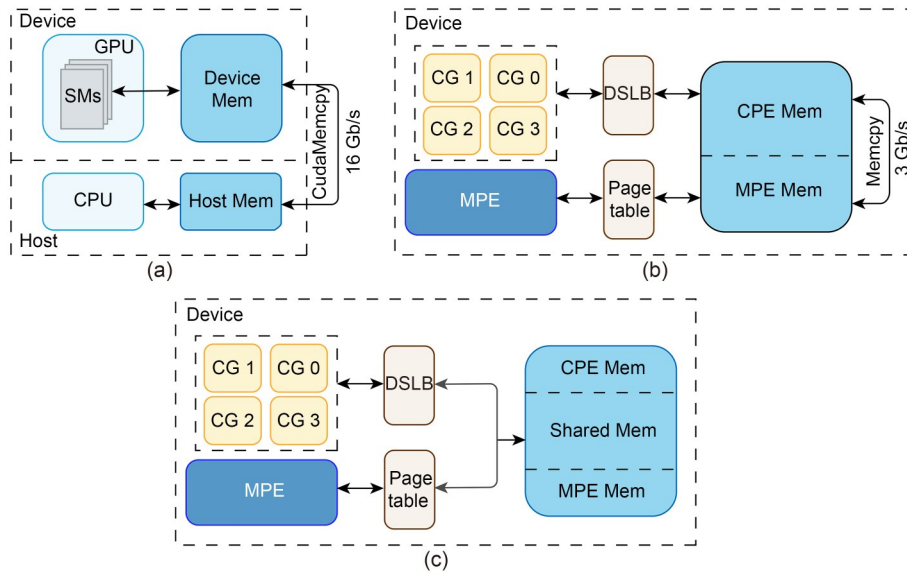 Device
GPU
SMs
Device
Mem
CudaMemcpy
16 Gb/s
CPU
Host Mem
Host
(a)
Device
CG 1
CG 0
CG 2
CG 3
DSLB
CPE Mem
Memcpy
3 Gb/s
MPE
Page
table
MPE Mem
(b)
Device
CG 1
CG 0
CG 2
CG 3
DSLB
CPE Mem
Shared Mem
MPE
Page
table
MPE Mem
(c)